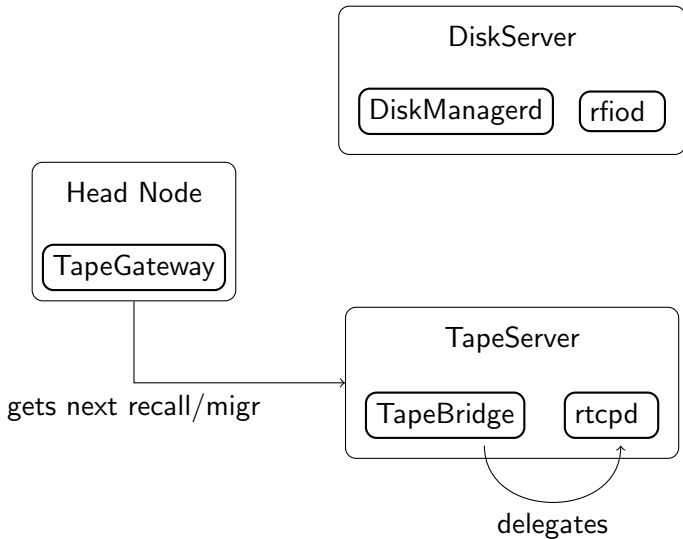 DiskServer
DiskManagerd
rfiod
Head Node
TapeGateway
gets next recall/migr
TapeServer
TapeBridge
rtcpd
delegates